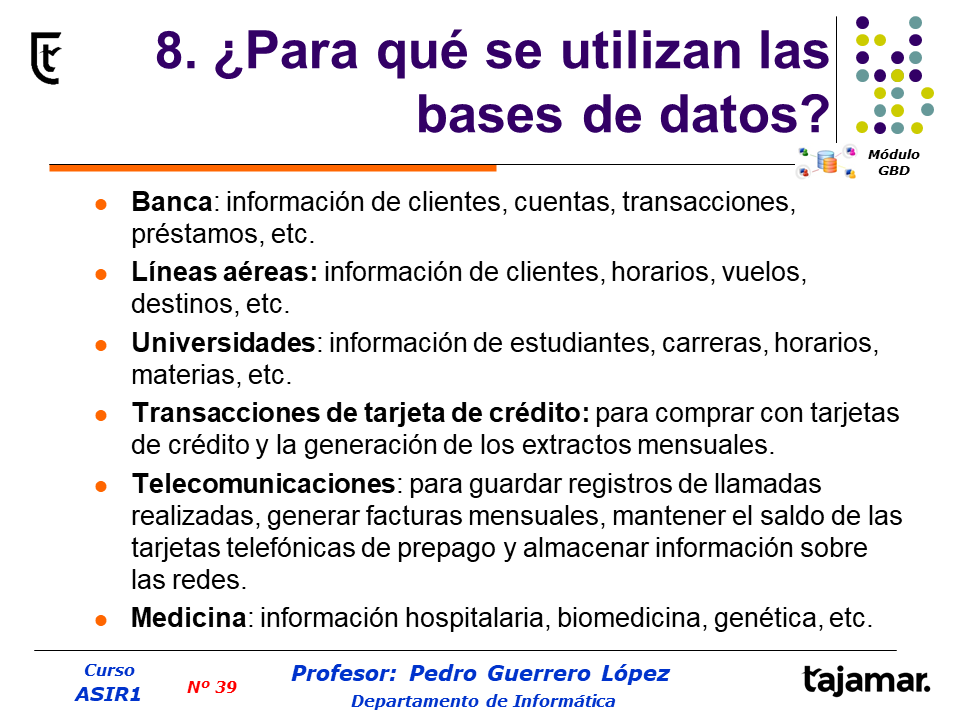 8. ¿Para qué se utilizan las
bases de datos?
Módulo
GBD
Banca: información de clientes, cuentas, transacciones,
préstamos, etc.
Líneas aéreas: información de clientes, horarios, vuelos,
destinos, etc.
Universidades: información de estudiantes, carreras, horarios,
materias, etc.
Transacciones de tarjeta de crédito: para comprar con tarjetas
de crédito y la generación de los extractos mensuales.
Telecomunicaciones: para guardar registros de llamadas
realizadas, generar facturas mensuales, mantener el saldo de las
tarjetas telefónicas de prepago y almacenar información sobre
las redes.
Medicina: información hospitalaria, biomedicina, genética, etc.
Curso
ASIR1
Nº 39
Profesor: Pedro Guerrero López
Departamento de Informática
tajamar.